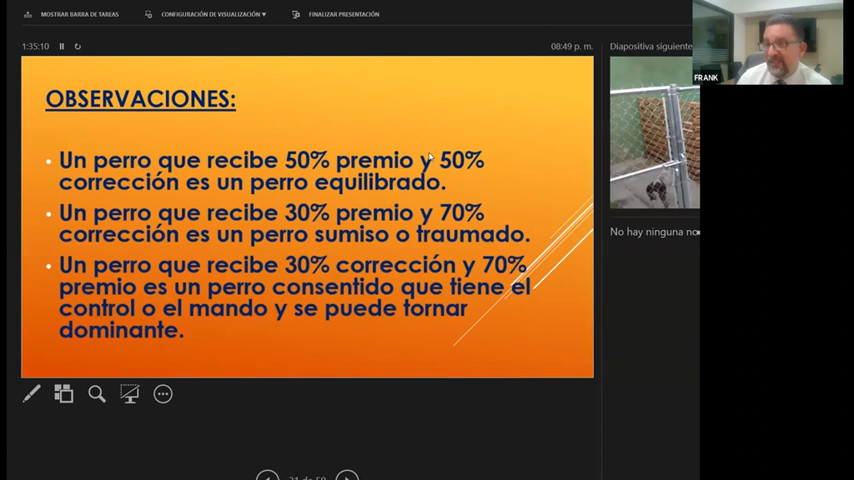 MOSTRAR BARRA DE TAREAS
CONFIGURACIÓN DE VISUALIZACIÓN ▼
FINALIZAR PRESENTACIÓN
1:35:10
08:49 p. m.
Diapositiva siguiente
FRANK
OBSERVACIONES:
• Un perro que recibe 50% premio y 50%
corrección es un perro equilibrado.
• Un perro que recibe 30% premio y 70%
corrección es un perro sumiso o traumado.
• Un perro que recibe 30% corrección y 70%
premio es un perro consentido que tiene el
control o el mando y se puede tornar
dominante.
No hay ninguna no